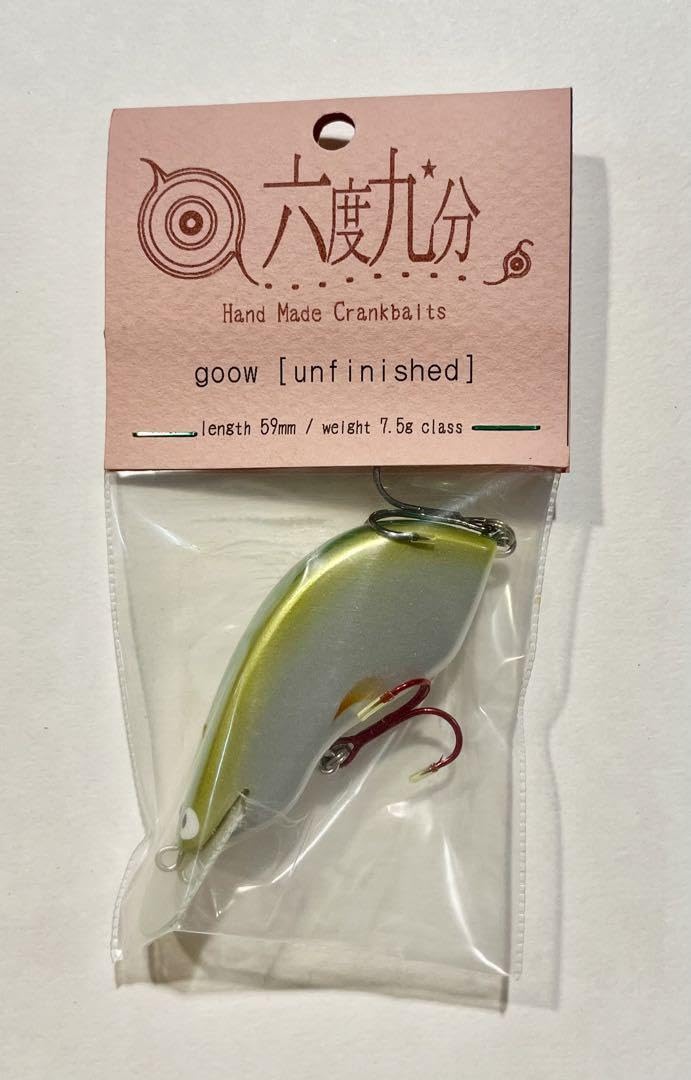 六度九分
Hand Made Crankbaits
goow [unfinished]
length 59mm / weight 7.5g class